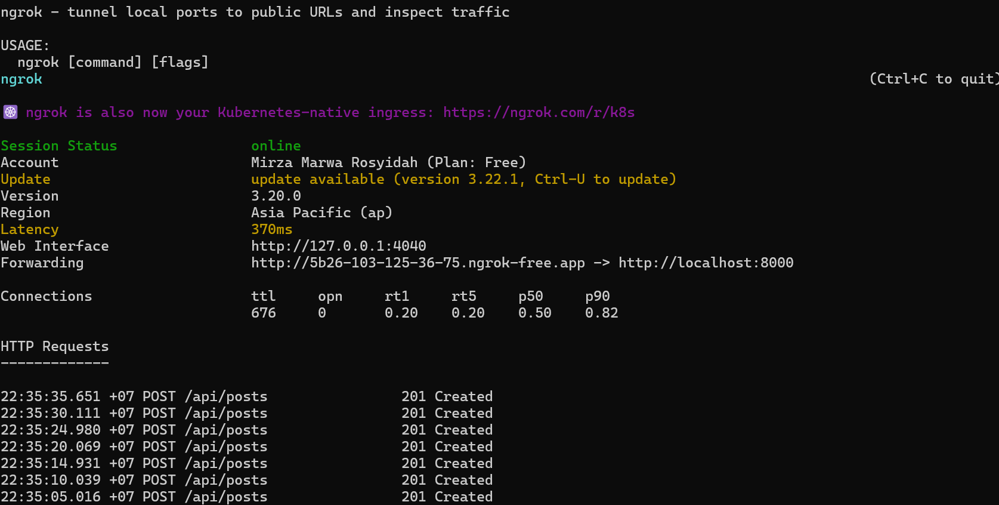 ngrok - tunnel local ports to public URLs and inspect traffic
USAGE:
ngrok [command] [flags]
ngrok (Ctrl+C to quit)
ngrok is also now your Kubernetes-native ingress: https://ngrok.com/r/k8s
Session Status online
Account Mirza Marwa Rosyidah (Plan: Free)
Update update available (version 3.22.1, Ctrl-U to update)
Version 3.20.0
Region Asia Pacific (ap)
Latency 370ms
Web Interface http://127.0.0.1:4040
Forwarding http://5b26-103-125-36-75.ngrok-free.app -> http://localhost:8000
Connections ttl opn rt1 rt5 p50 p90
676 0 0.20 0.20 0.50 0.82
HTTP Requests
-------------
22:35:35.651 +07 POST /api/posts 201 Created
22:35:30.111 +07 POST /api/posts 201 Created
22:35:24.980 +07 POST /api/posts 201 Created
22:35:20.069 +07 POST /api/posts 201 Created
22:35:14.931 +07 POST /api/posts 201 Created
22:35:10.039 +07 POST /api/posts 201 Created
22:35:05.016 +07 POST /api/posts 201 Created